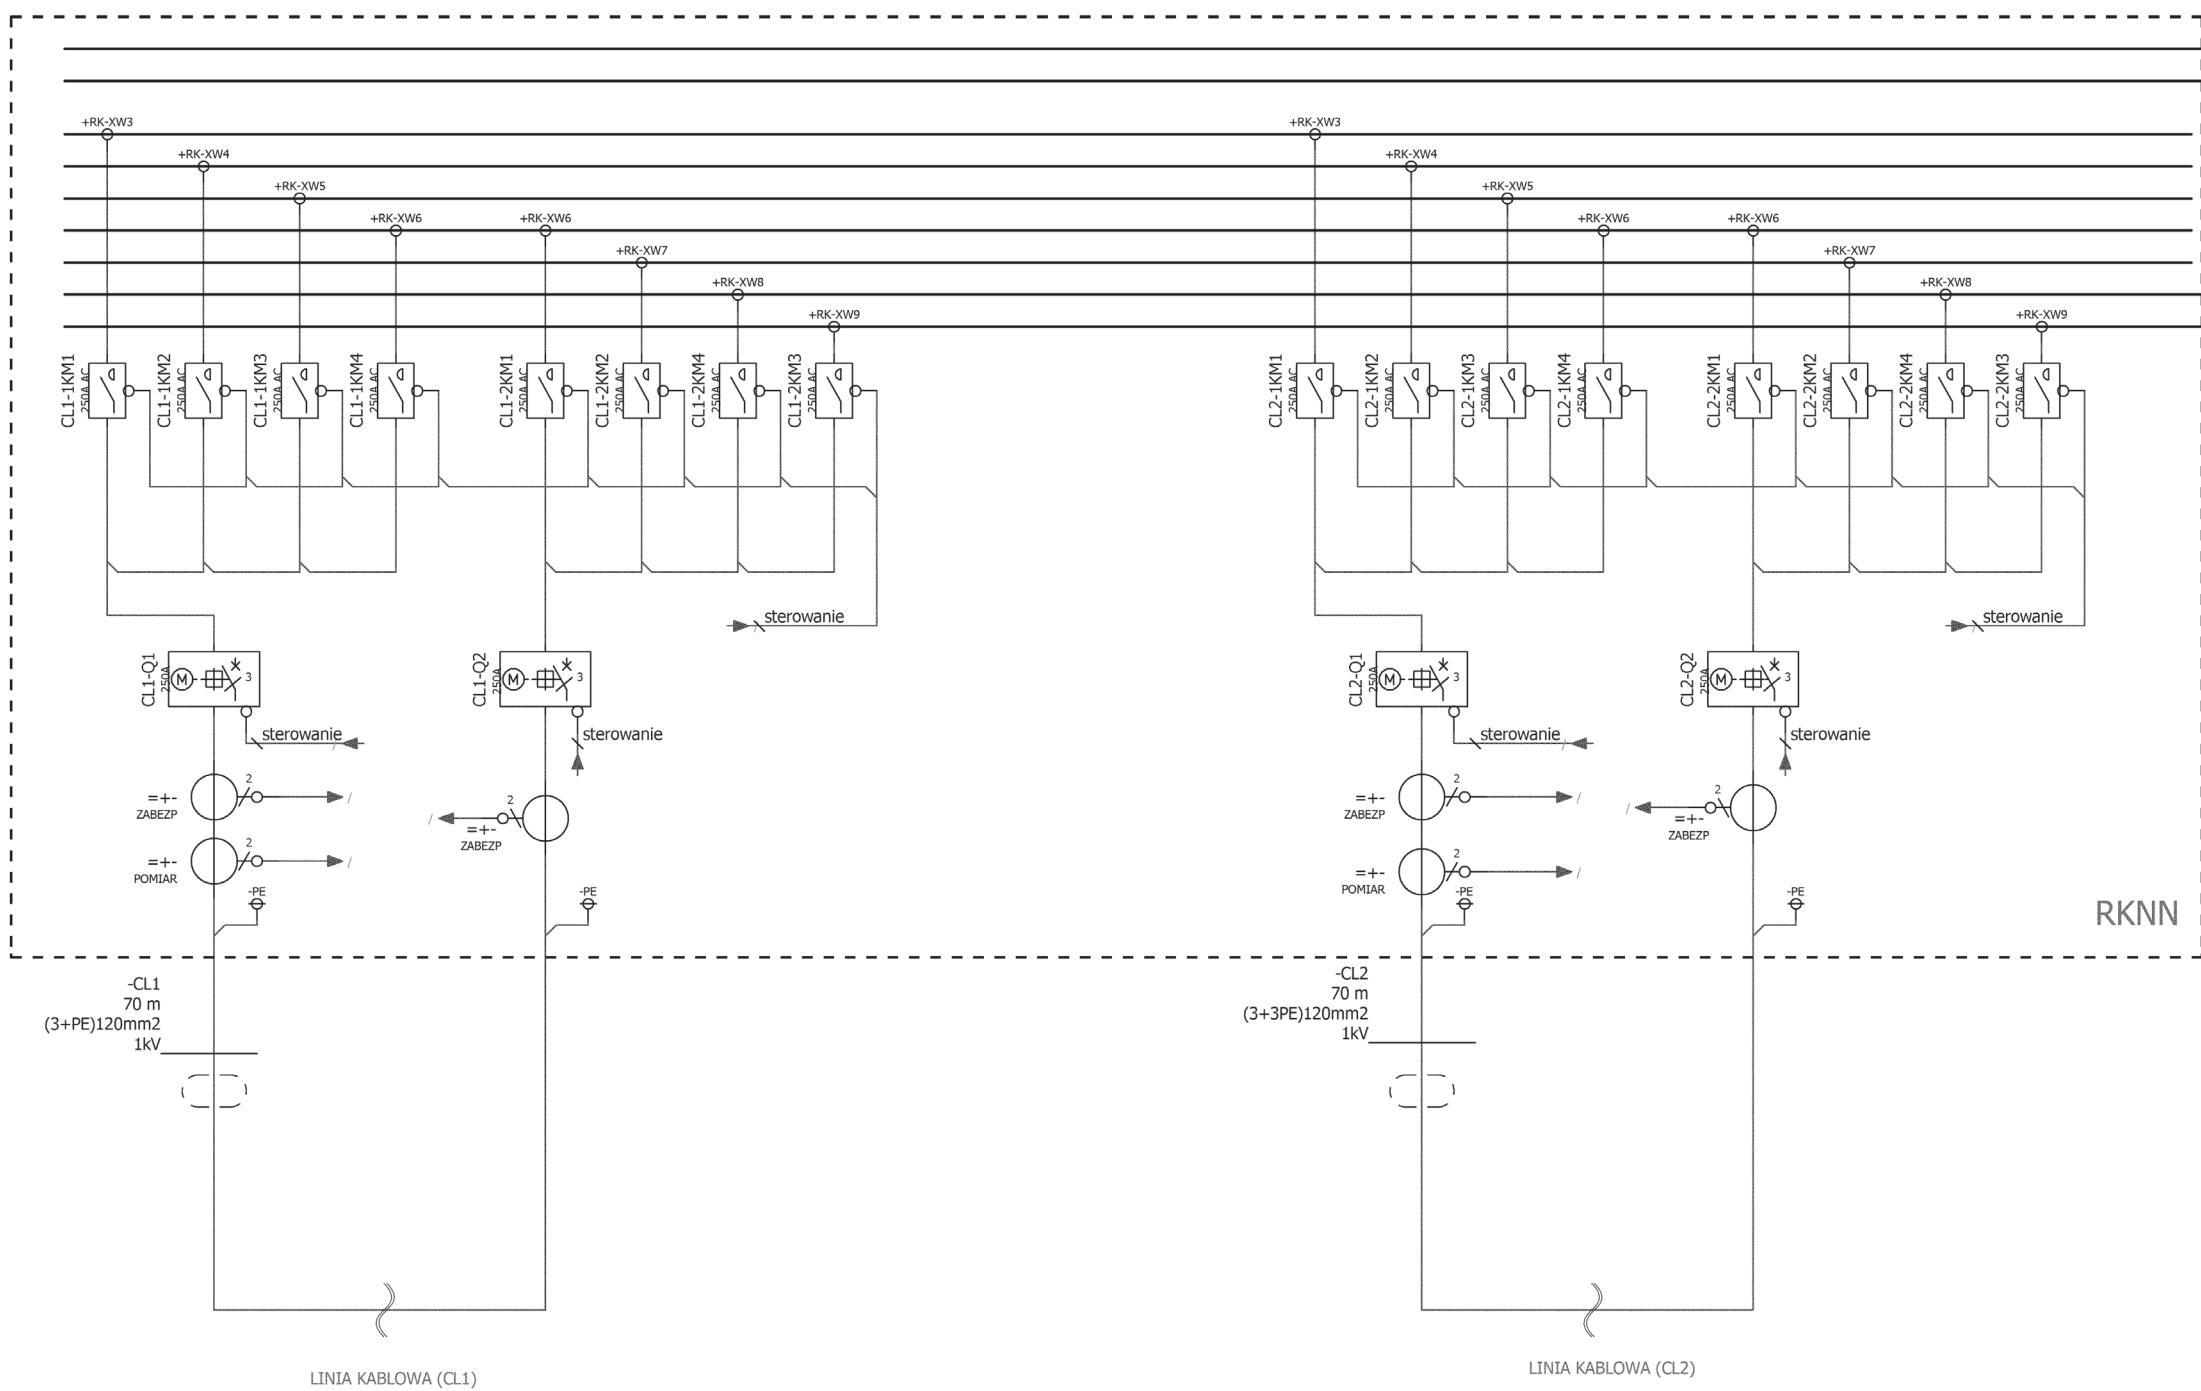 +RK-XW3
+RK-XW3
+RK-XW4
+RK-XW4
+RK-XW5
+RK-XW5
+RK-XW6
+RK-XW6
+RK-XW6
+RK-XW6
+RK-XW7
+RK-XW7
+RK-XW8
+RK-XW8
+RK-XW9
+RK-XW9
CL1-1KM1
250A AC
CL1-1KM2
250A AC
CL1-1KM3
250A AC
CL1-1KM4
250A AC
CL1-2KM1
250A AC
CL1-2KM2
250A AC
CL1-2KM4
250A AC
CL1-2KM3
250A AC
CL2-1KM1
250A AC
CL2-1KM2
250A AC
CL2-1KM3
250A AC
CL2-1KM4
250A AC
CL2-2KM1
250A AC
CL2-2KM2
250A AC
CL2-2KM4
250A AC
CL2-2KM3
250A AC
sterowanie
sterowanie
CL1-Q1
250A
M
3
CL1-Q2
250A
M
3
CL2-Q1
250A
M
3
CL2-Q2
250A
M
3
/sterowanie
sterowanie
/sterowanie
sterowanie
2
=+-
ZABEZP
/
2
=+-
ZABEZP
/
2
=+-
ZABEZP
/
2
=+-
ZABEZP
/
2
=+-
POMIAR
/
2
=+-
POMIAR
/
-PE
-PE
-PE
-PE
RKNN
-CL1
70 m
(3+PE)120mm2
1kV
-CL2
70 m
(3+3PE)120mm2
1kV
LINIA KABLOWA (CL1)
LINIA KABLOWA (CL2)